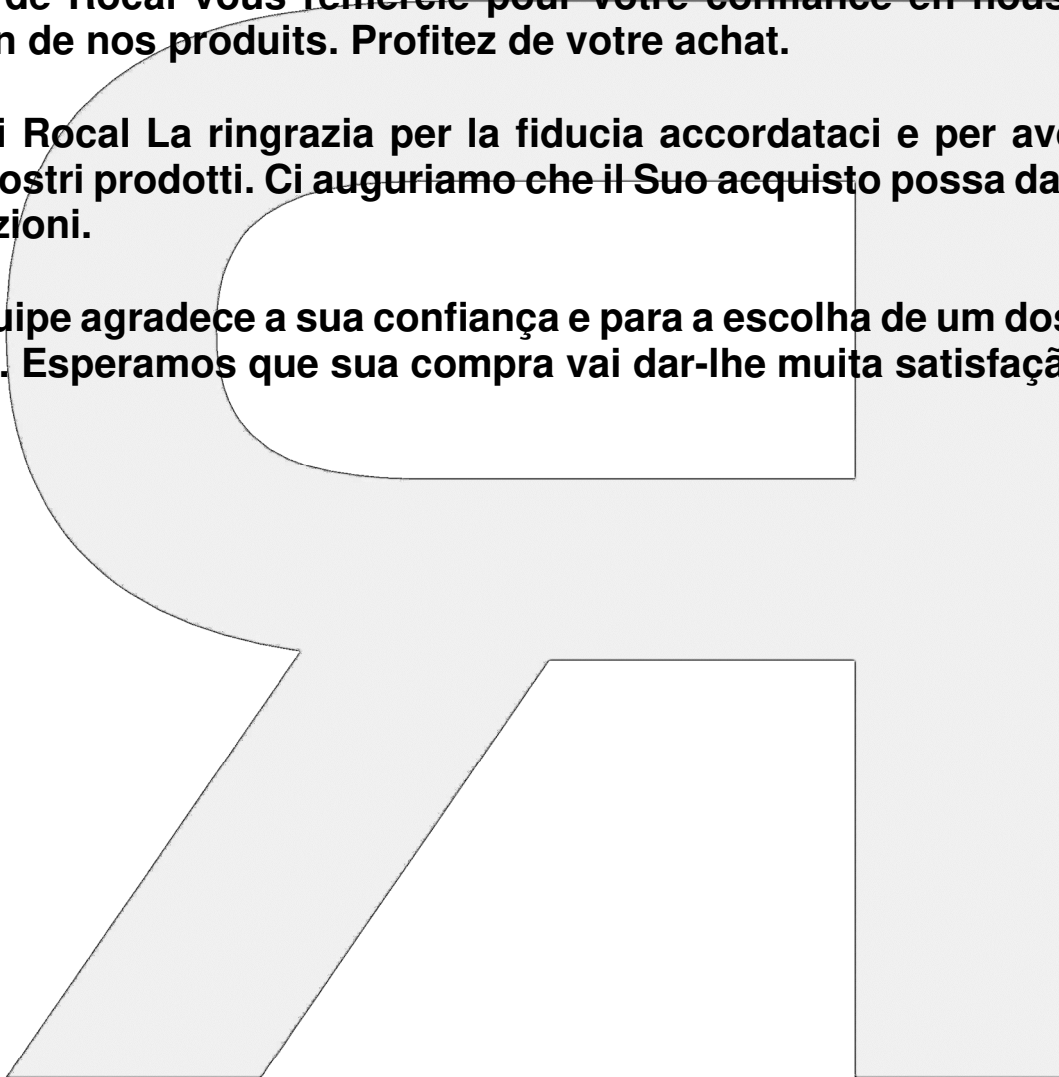 de Rocal vous remercie pour votre confiance en nous
n de nos produits. Profitez de votre achat.
i Rocal La ringrazia per la fiducia accordataci e per av
ostri prodotti. Ci auguriamo che il Suo acquisto possa da
zioni.
uipe agradece a sua confiança e para a escolha de um dos
. Esperamos que sua compra vai dar-lhe muita satisfaçã